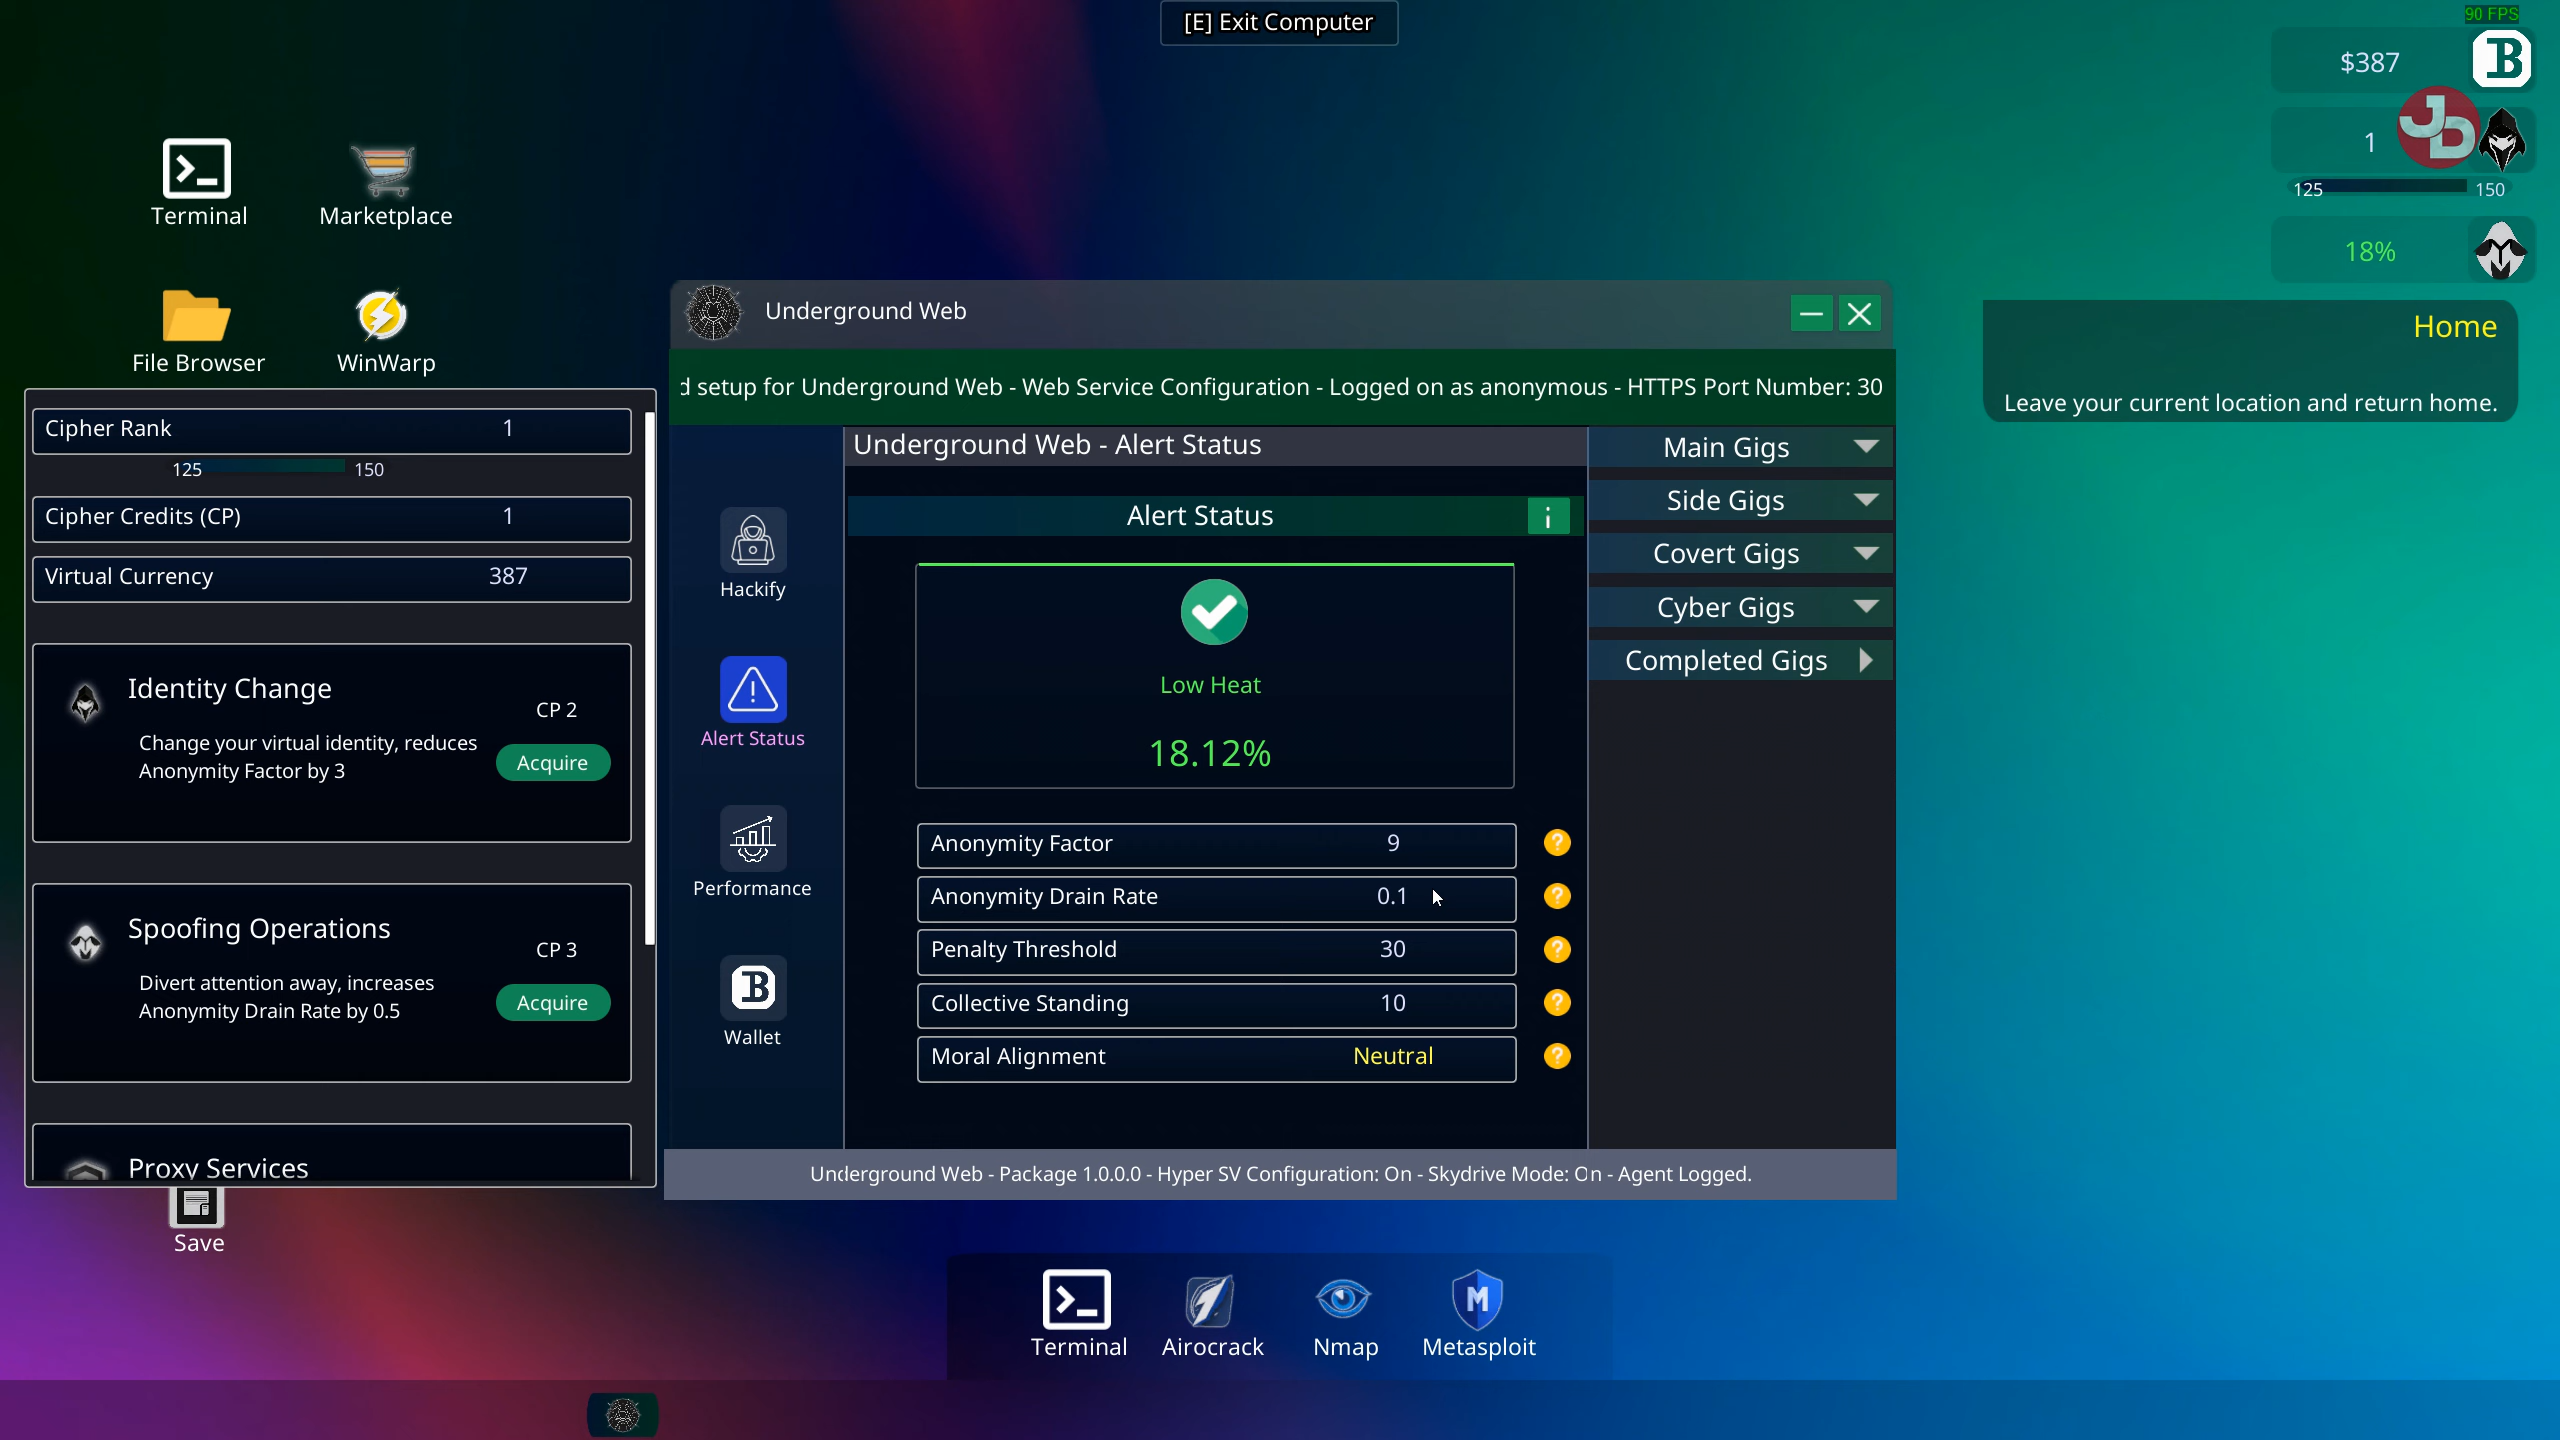 [E] Exit Computer
90 FPS
$387
B
JD
1
125 150
18%
Home
Leave your current location and return home.
Terminal
Marketplace
File Browser
WinWarp
Cipher Rank 1
125 150
Cipher Credits (CP) 1
Virtual Currency 387
Identity Change
CP 2
Change your virtual identity, reduces
Anonymity Factor by 3
Acquire
Spoofing Operations
CP 3
Divert attention away, increases
Anonymity Drain Rate by 0.5
Acquire
Proxy Services
Save
Underground Web
d setup for Underground Web - Web Service Configuration - Logged on as anonymous - HTTPS Port Number: 30
Hackify
Alert Status
Performance
B
Wallet
Underground Web - Alert Status
Alert Status
i
Low Heat
18.12%
Anonymity Factor 9 ?
Anonymity Drain Rate 0.1 ?
Penalty Threshold 30 ?
Collective Standing 10 ?
Moral Alignment Neutral ?
Main Gigs
Side Gigs
Covert Gigs
Cyber Gigs
Completed Gigs
Underground Web - Package 1.0.0.0 - Hyper SV Configuration: On - Skydrive Mode: On - Agent Logged.
Terminal
Airocrack
Nmap
M
Metasploit